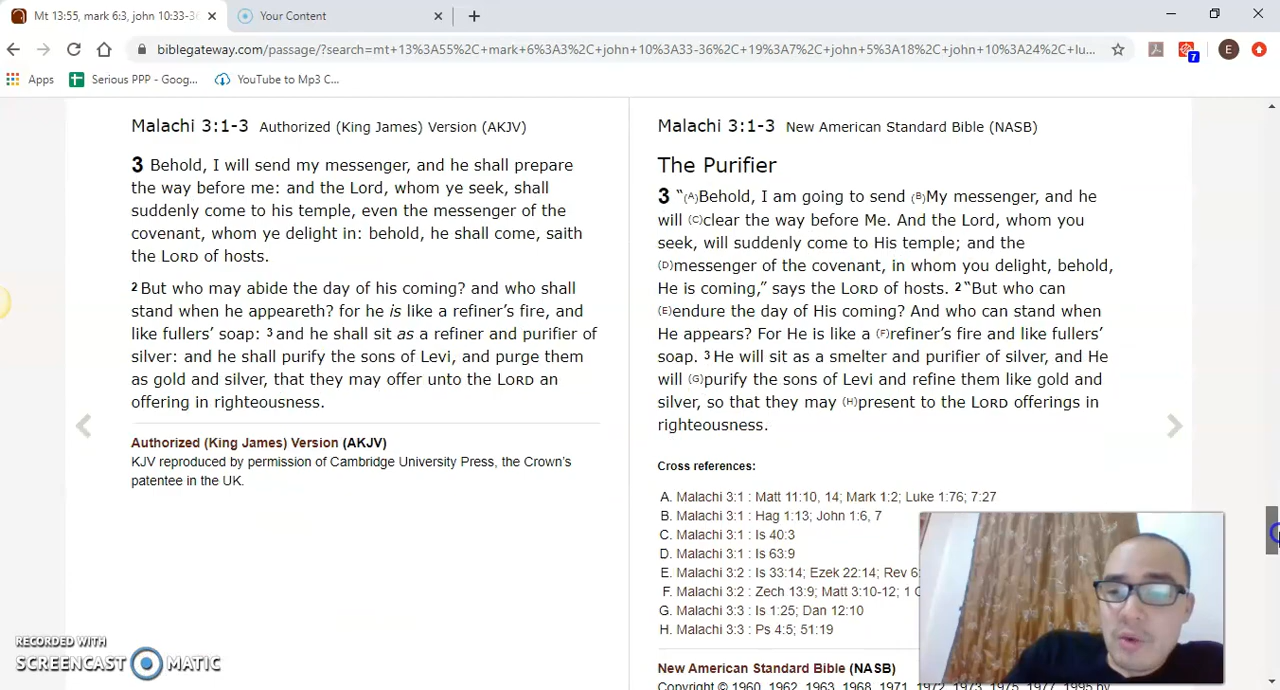 Mt 13:55, mark 6:3, john 10:33-3
Your Content
biblegateway.com/passage/?search=mt+13%3A55%2C+mark+6%3A3%2C+john+10%3A33-36%2C+19%3A7%2C+john+5%3A18%2C+john+10%3A24%2C+lu...
7
E
Apps
Serious PPP - Goog...
YouTube to Mp3 C...
Malachi 3:1-3 Authorized (King James) Version (AKJV)
3 Behold, I will send my messenger, and he shall prepare
the way before me: and the Lord, whom ye seek, shall
suddenly come to his temple, even the messenger of the
covenant, whom ye delight in: behold, he shall come, saith
the LORD of hosts.
2 But who may abide the day of his coming? and who shall
stand when he appeareth? for he is like a refiner's fire, and
like fullers' soap: 3 and he shall sit as a refiner and purifier of
silver: and he shall purify the sons of Levi, and purge them
as gold and silver, that they may offer unto the LORD an
offering in righteousness.
Authorized (King James) Version (AKJV)
KJV reproduced by permission of Cambridge University Press, the Crown's
patentee in the UK.
Malachi 3:1-3 New American Standard Bible (NASB)
The Purifier
3 “(A)Behold, I am going to send (B)My messenger, and he
will (C)clear the way before Me. And the Lord, whom you
seek, will suddenly come to His temple; and the
(D)messenger of the covenant, in whom you delight, behold,
He is coming,” says the LORD of hosts. 2 “But who can
(E)endure the day of His coming? And who can stand when
He appears? For He is like a (F)refiner's fire and like fullers'
soap. 3 He will sit as a smelter and purifier of silver, and He
will (G)purify the sons of Levi and refine them like gold and
silver, so that they may (H)present to the LORD offerings in
righteousness.
Cross references:
A. Malachi 3:1 : Matt 11:10, 14; Mark 1:2; Luke 1:76; 7:27
B. Malachi 3:1 : Hag 1:13; John 1:6, 7
C. Malachi 3:1 : Is 40:3
D. Malachi 3:1 : Is 63:9
E. Malachi 3:2 : Is 33:14; Ezek 22:14; Rev 6:
F. Malachi 3:2 : Zech 13:9; Matt 3:10-12; 1
G. Malachi 3:3 : Is 1:25; Dan 12:10
H. Malachi 3:3 : Ps 4:5; 51:19
New American Standard Bible (NASB)
Copyright © 1960, 1962, 1963, 1968, 1971, 1972, 1973, 1975, 1977, 1995 by
RECORDED WITH
SCREENCAST MATIC